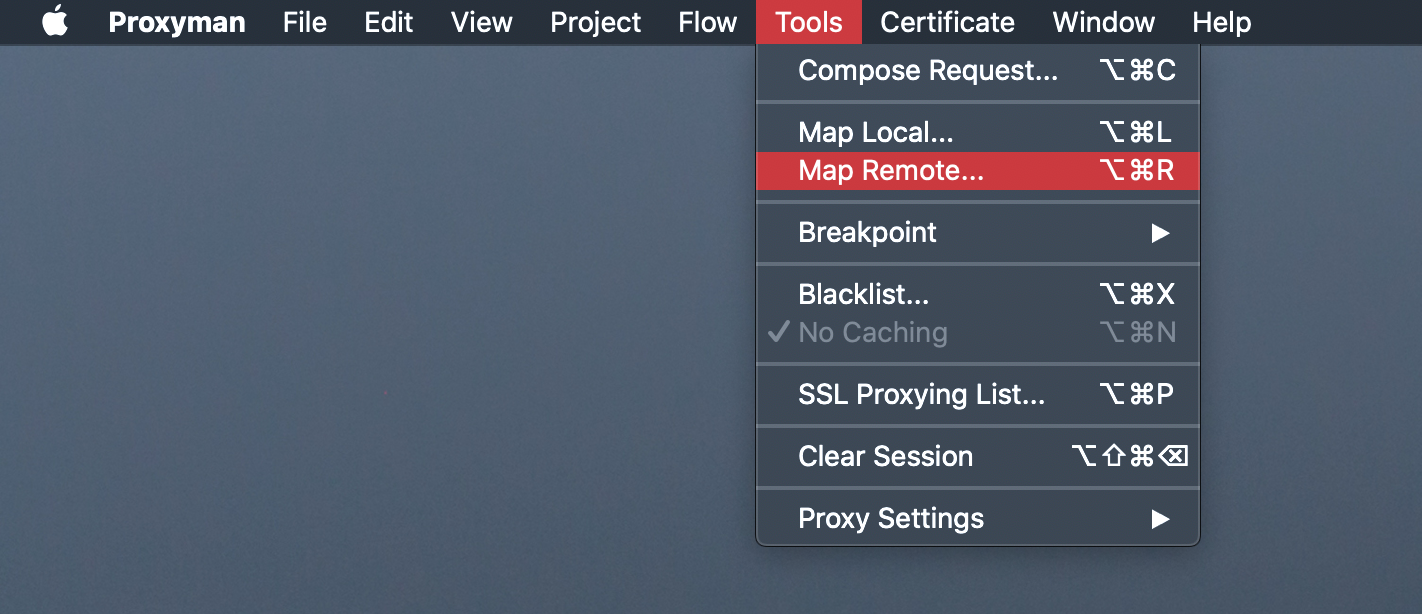 Proxyman File Edit View Project Flow Tools Certificate Window Help
Compose Request... ⌥⌘C
Map Local... ⌥⌘L
Map Remote... ⌥⌘R
Breakpoint ▶
Blacklist... ⌥⌘X
✓ No Caching ⌥⌘N
SSL Proxying List... ⌥⌘P
Clear Session ⌥⇧⌘⌫
Proxy Settings ▶